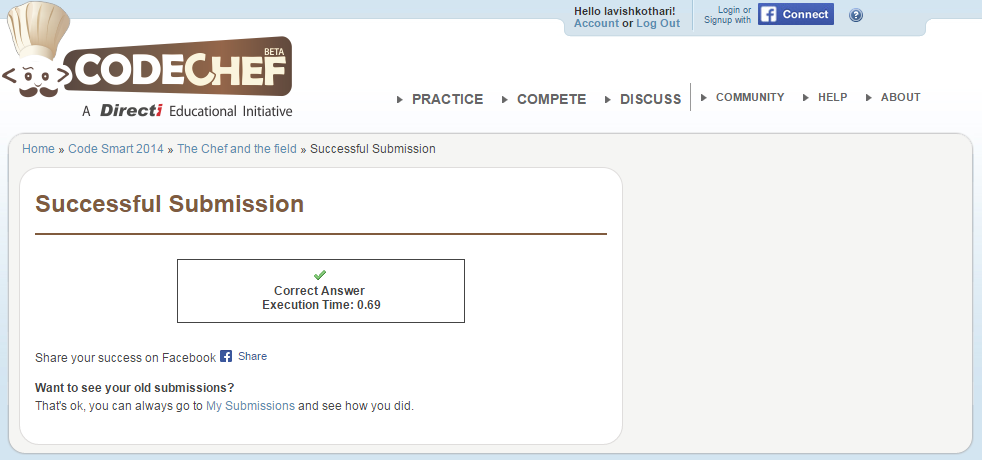 Hello lavishkothari!
Account or Log Out
Login or
Signup with
Connect
?
CODECHEF
BETA
A Directi Educational Initiative
PRACTICE
COMPETE
DISCUSS
COMMUNITY
HELP
ABOUT
Home » Code Smart 2014 » The Chef and the field » Successful Submission
Successful Submission
Correct Answer
Execution Time: 0.69
Share your success on Facebook Share
Want to see your old submissions?
That's ok, you can always go to My Submissions and see how you did.